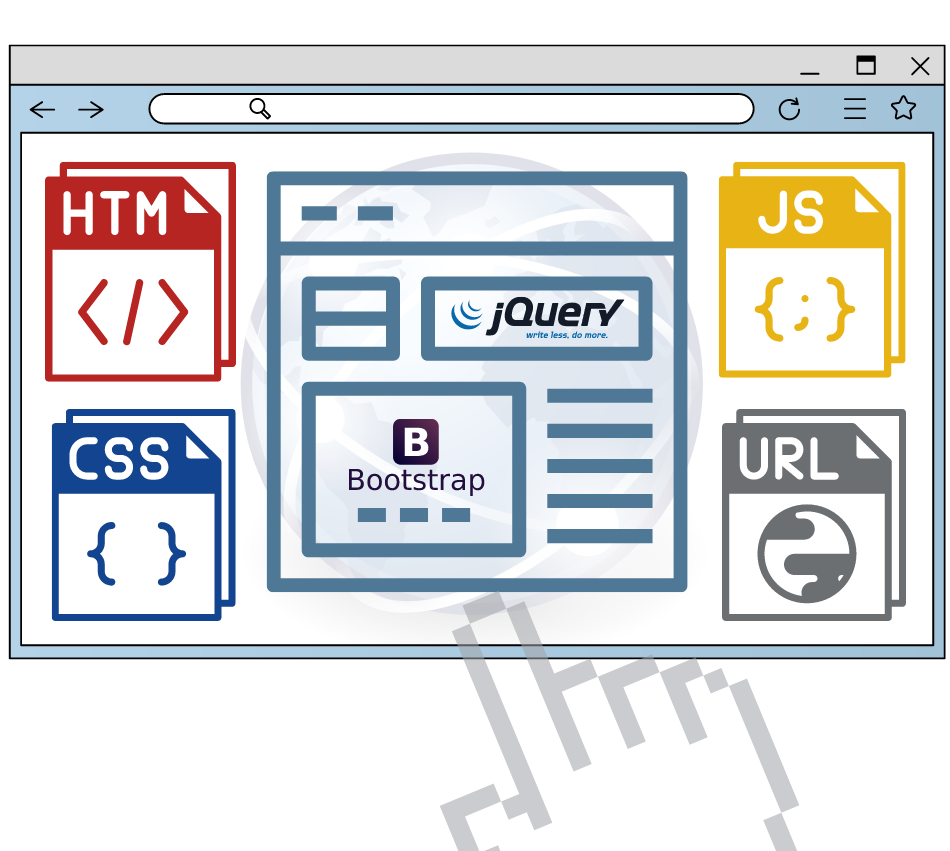 HTM
</>
JS
{;}
jQuery
write less, do more.
CSS
{ }
B
Bootstrap
URL